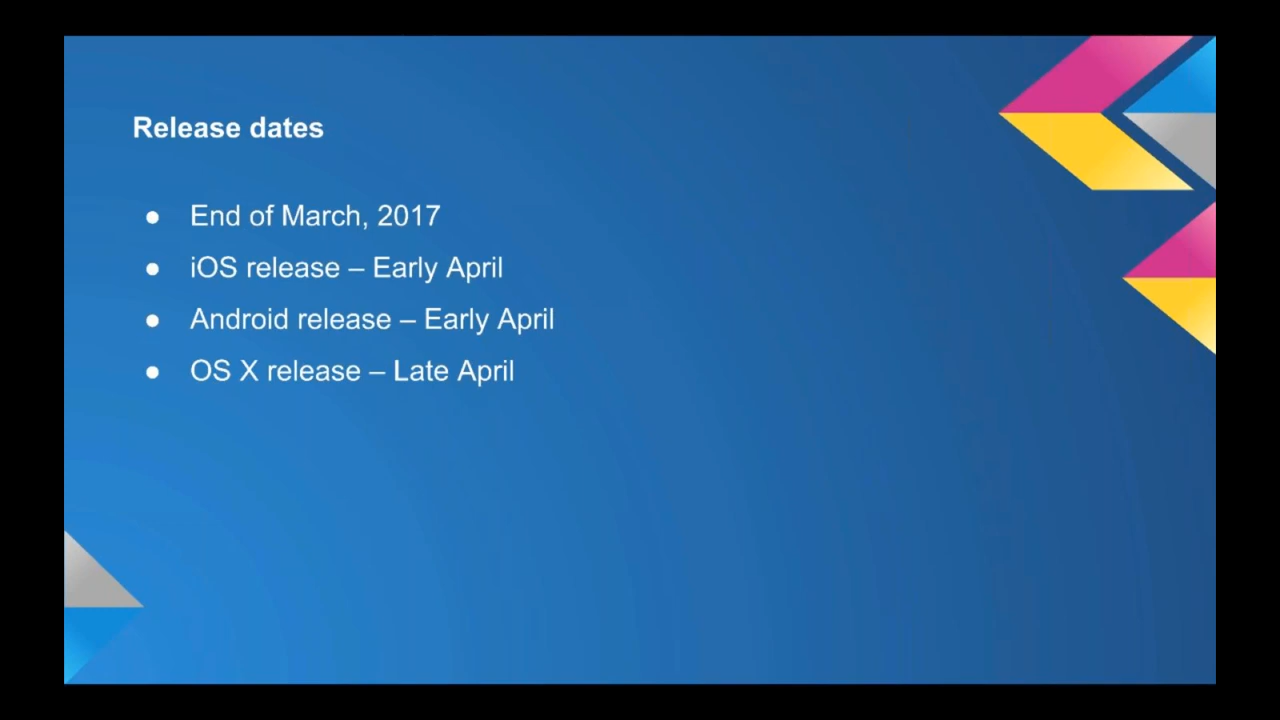 Release dates
● End of March, 2017
● iOS release – Early April
● Android release – Early April
● OS X release – Late April